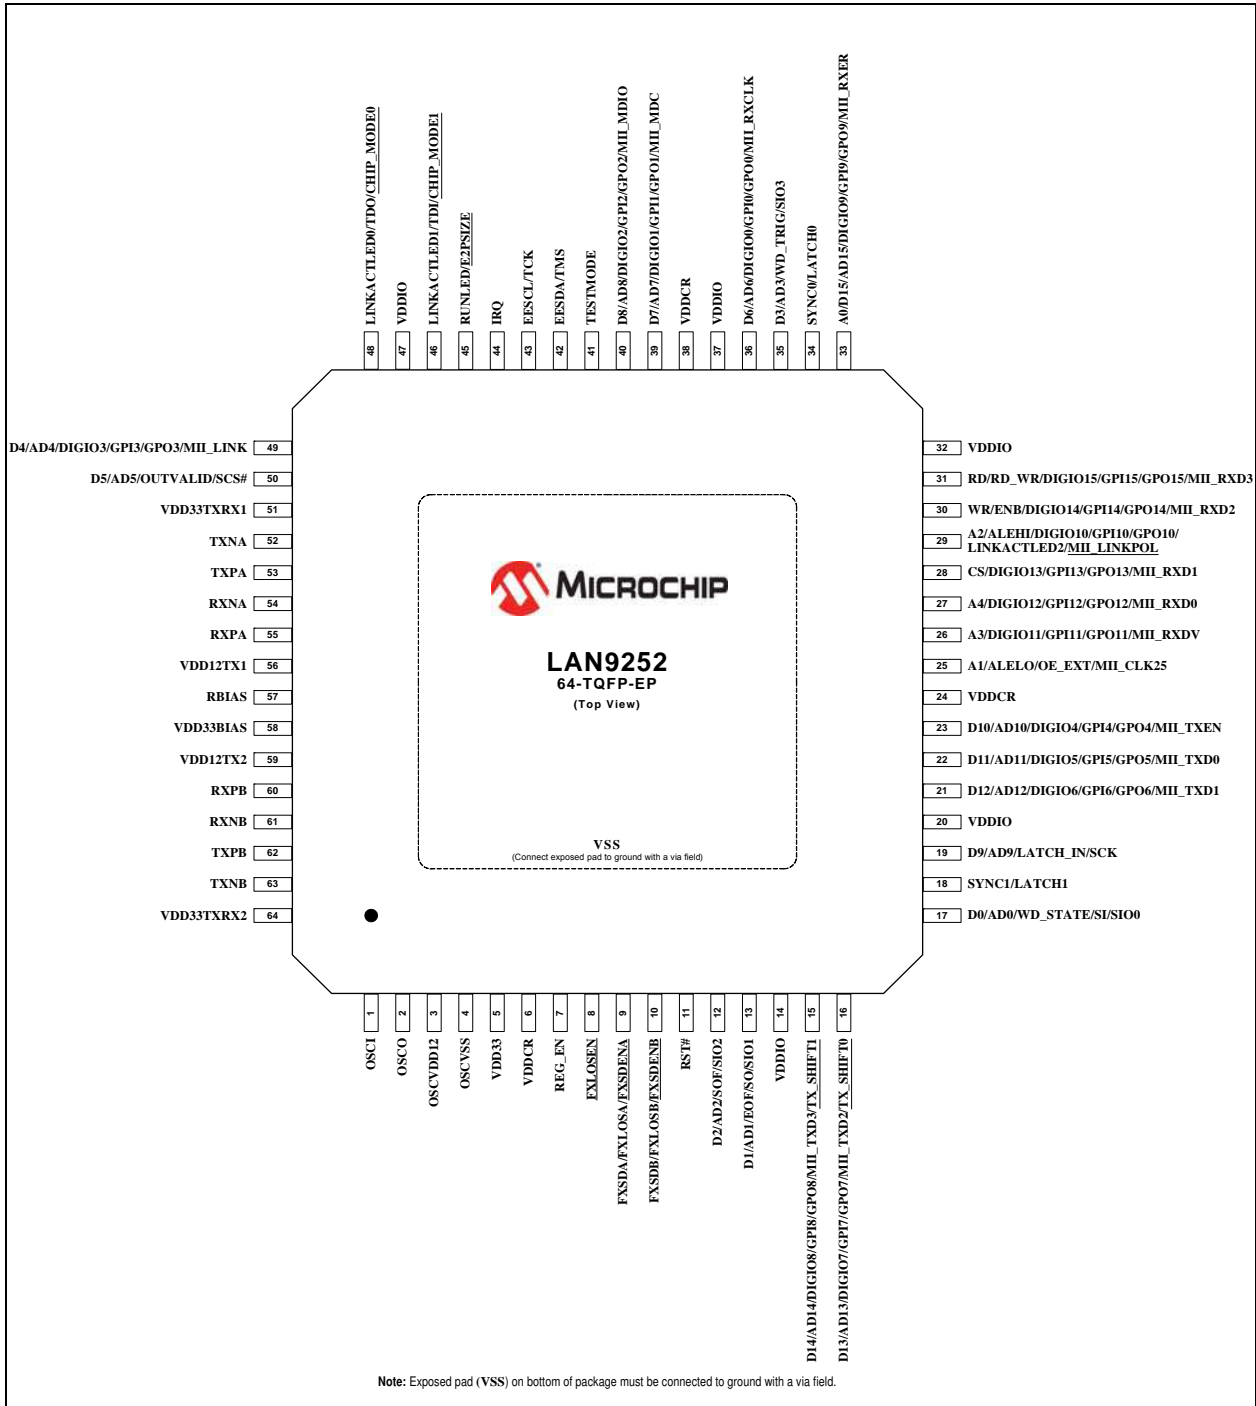 LINKACTLED0/TDO/CHIP_MODE0
VDDIO
LINKACTLED1/TDI/CHIP_MODE1
RUNLED/E2PSIZE
IRQ
EESCL/TCK
EESDA/TMS
TESTMODE
D8/AD8/DIGIO2/GPI2/GPO2/MII_MDIO
D7/AD7/DIGIO1/GPI1/GPO1/MII_MDC
VDDCR
VDDIO
D6/AD6/DIGIO0/GPI0/GPO0/MII_RXCLK
D3/AD3/WD_TRIG/SIO3
SYNC0/LATCH0
A0/D15/AD15/DIGIO9/GPI9/GPO9/MII_RXER
48
47
46
45
44
43
42
41
40
39
38
37
36
35
34
33
D4/AD4/DIGIO3/GPI3/GPO3/MII_LINK 49
D5/AD5/OUTVALID/SCS# 50
VDD33TXRX1 51
TXNA 52
TXPA 53
RXNA 54
RXPA 55
VDD12TX1 56
RBIAS 57
VDD33BIAS 58
VDD12TX2 59
RXPB 60
RXNB 61
TXPB 62
TXNB 63
VDD33TXRX2 64
MICROCHIP
LAN9252
64-TQFP-EP
(Top View)
VSS
(Connect exposed pad to ground with a via field)
32 VDDIO
31 RD/RD_WR/DIGIO15/GPI15/GPO15/MII_RXD3
30 WR/ENB/DIGIO14/GPI14/GPO14/MII_RXD2
29 A2/ALEHI/DIGIO10/GPI10/GPO10/
LINKACTLED2/MII_LINKPOL
28 CS/DIGIO13/GPI13/GPO13/MII_RXD1
27 A4/DIGIO12/GPI12/GPO12/MII_RXD0
26 A3/DIGIO11/GPI11/GPO11/MII_RXDV
25 A1/ALELO/OE_EXT/MII_CLK25
24 VDDCR
23 D10/AD10/DIGIO4/GPI4/GPO4/MII_TXEN
22 D11/AD11/DIGIO5/GPI5/GPO5/MII_TXD0
21 D12/AD12/DIGIO6/GPI6/GPO6/MII_TXD1
20 VDDIO
19 D9/AD9/LATCH_IN/SCK
18 SYNC1/LATCH1
17 D0/AD0/WD_STATE/SI/SIO0
1
2
3
4
5
6
7
8
9
10
11
12
13
14
15
16
OSCI
OSCO
OSCVDD12
OSCVSS
VDD33
VDDCR
REG_EN
FXLOSEN
FXSDA/FXLOSA/FXSDENA
FXSDB/FXLOSB/FXSDENB
RST#
D2/AD2/SOF/SIO2
D1/AD1/EOF/SO/SIO1
VDDIO
D14/AD14/DIGIO8/GPI8/GPO8/MII_TXD3/TX_SHIFT1
D13/AD13/DIGIO7/GPI7/GPO7/MII_TXD2/TX_SHIFT0
Note: Exposed pad (VSS) on bottom of package must be connected to ground with a via field.